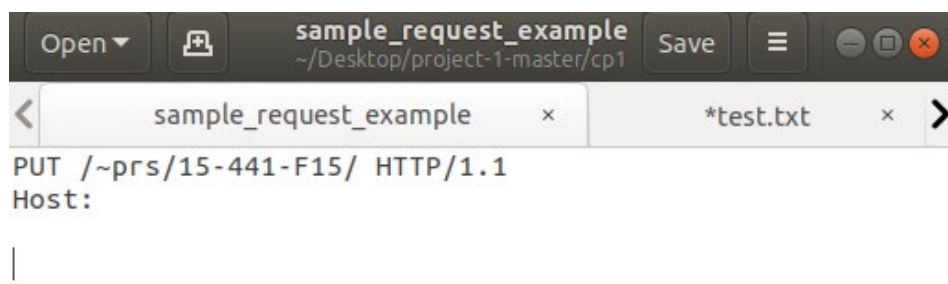 Open
sample_request_example
~/Desktop/project-1-master/cp1
Save
sample_request_example ×
*test.txt ×
PUT /~prs/15-441-F15/ HTTP/1.1
Host: